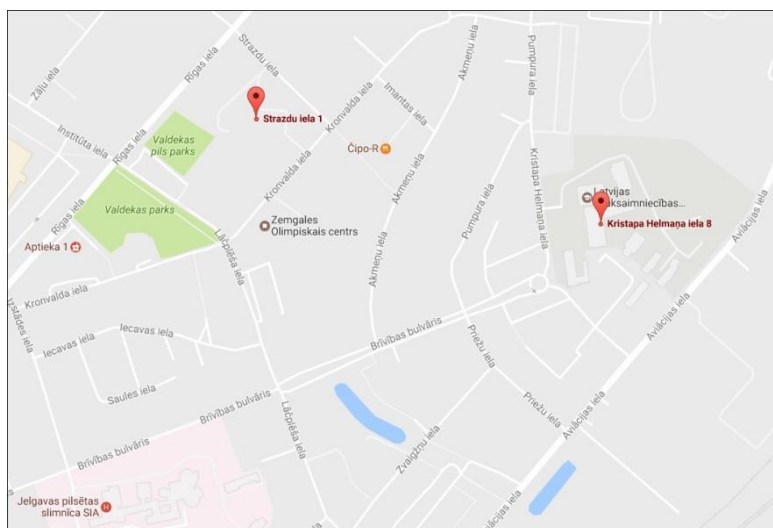 Zāļu iela
Rīgas iela
Strazdu iela
Pumpura iela
Akmeņu iela
Strazdu iela 1
Kronvalda iela
Imantas iela
Institūta iela
Rīgas iela
Valdekas
pils parks
Čipo-R
Kristapa Helmaņa iela
Kronvalda iela
Akmeņu iela
Pumpura iela
Latvijas
Kristapa Helmaņa iela 8
Aviācijas iela
Rīgas iela
Valdekas parks
Zemgales
Olimpiskais centrs
Aptieka 1
Lāčplēša iela
Akmeņu iela
Kronvalda iela
Iecavas iela
Iecavas iela
Brīvības bulvāris
Priežu iela
Aviācijas iela
Saules iela
Brīvības bulvāris
Lāčplēša iela
Priežu iela
Aviācijas iela
Zvaigžņu iela
Brīvības bulvāris
Jelgavas pilsētas
slimnīca SIA
H